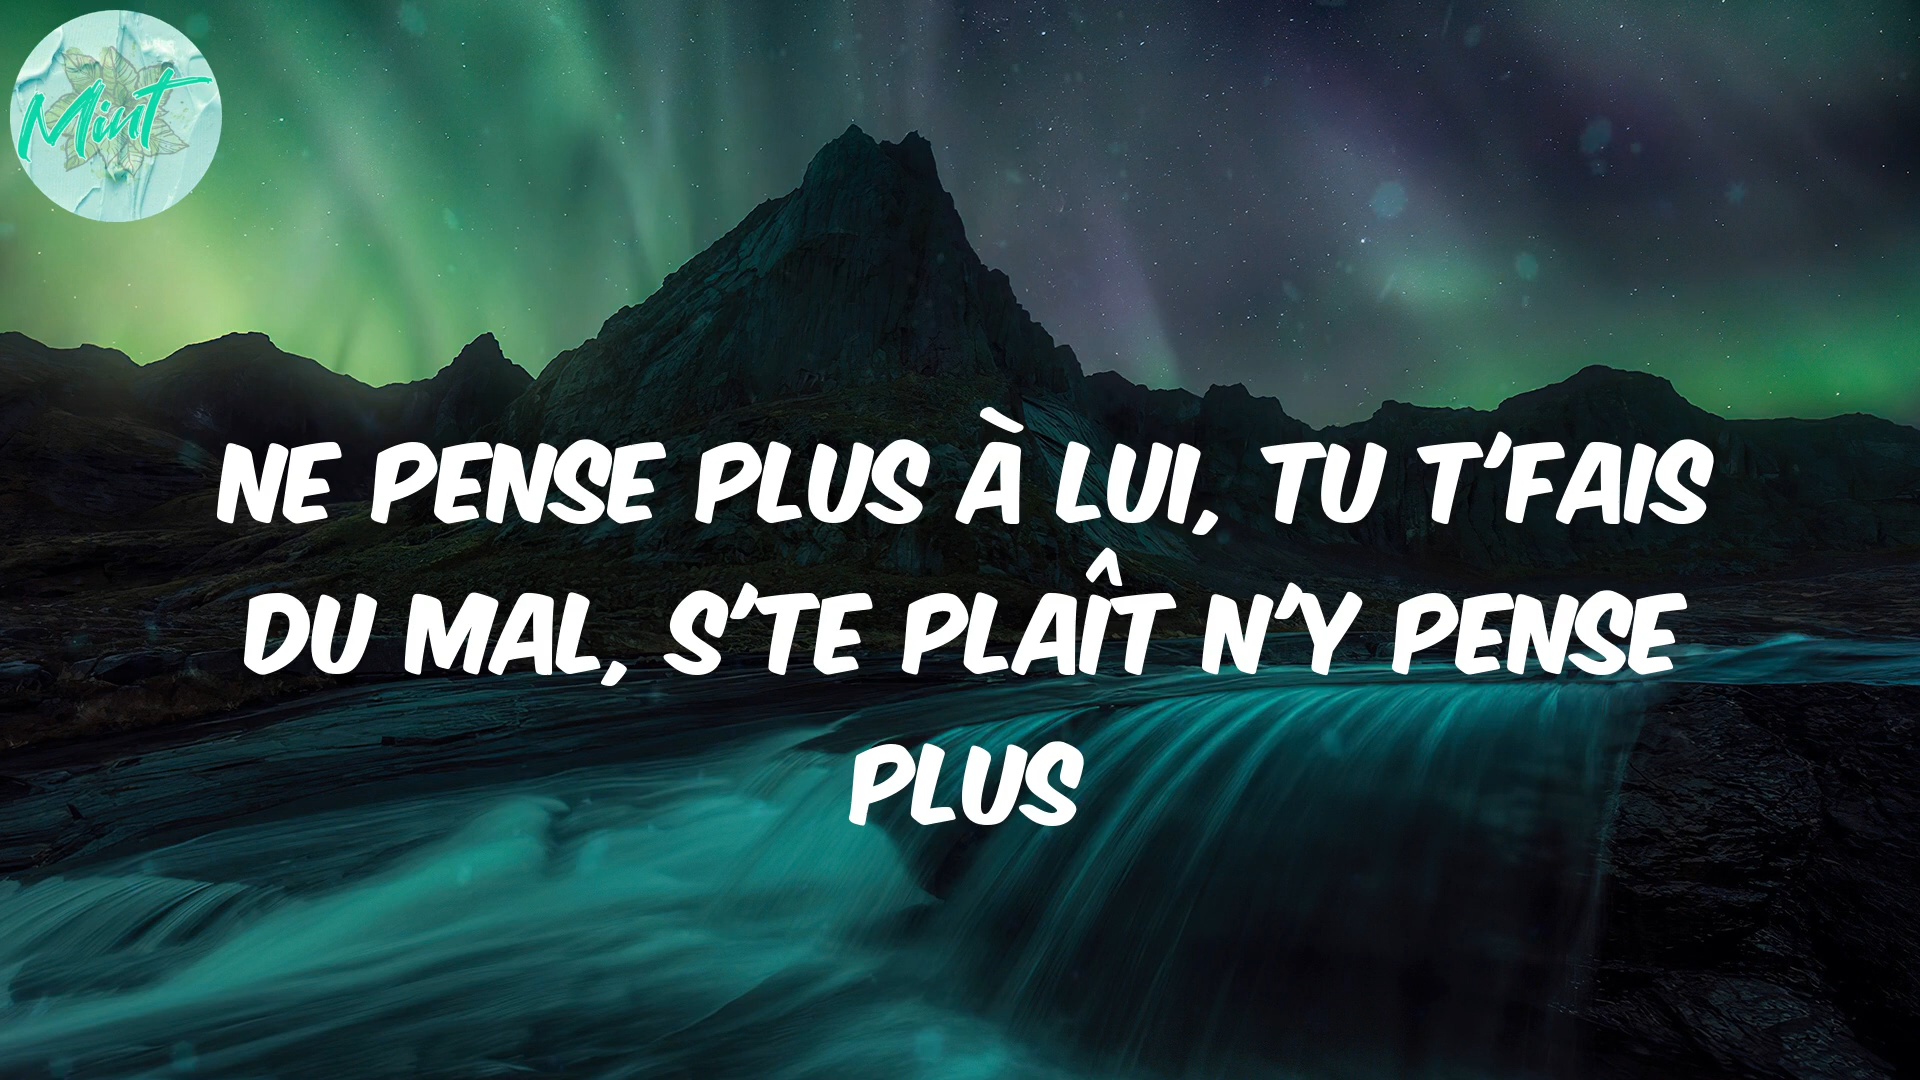 Mint
NE PENSE PLUS À LUI, TU T'FAIS
DU MAL, S'TE PLAÎT N'Y PENSE
PLUS